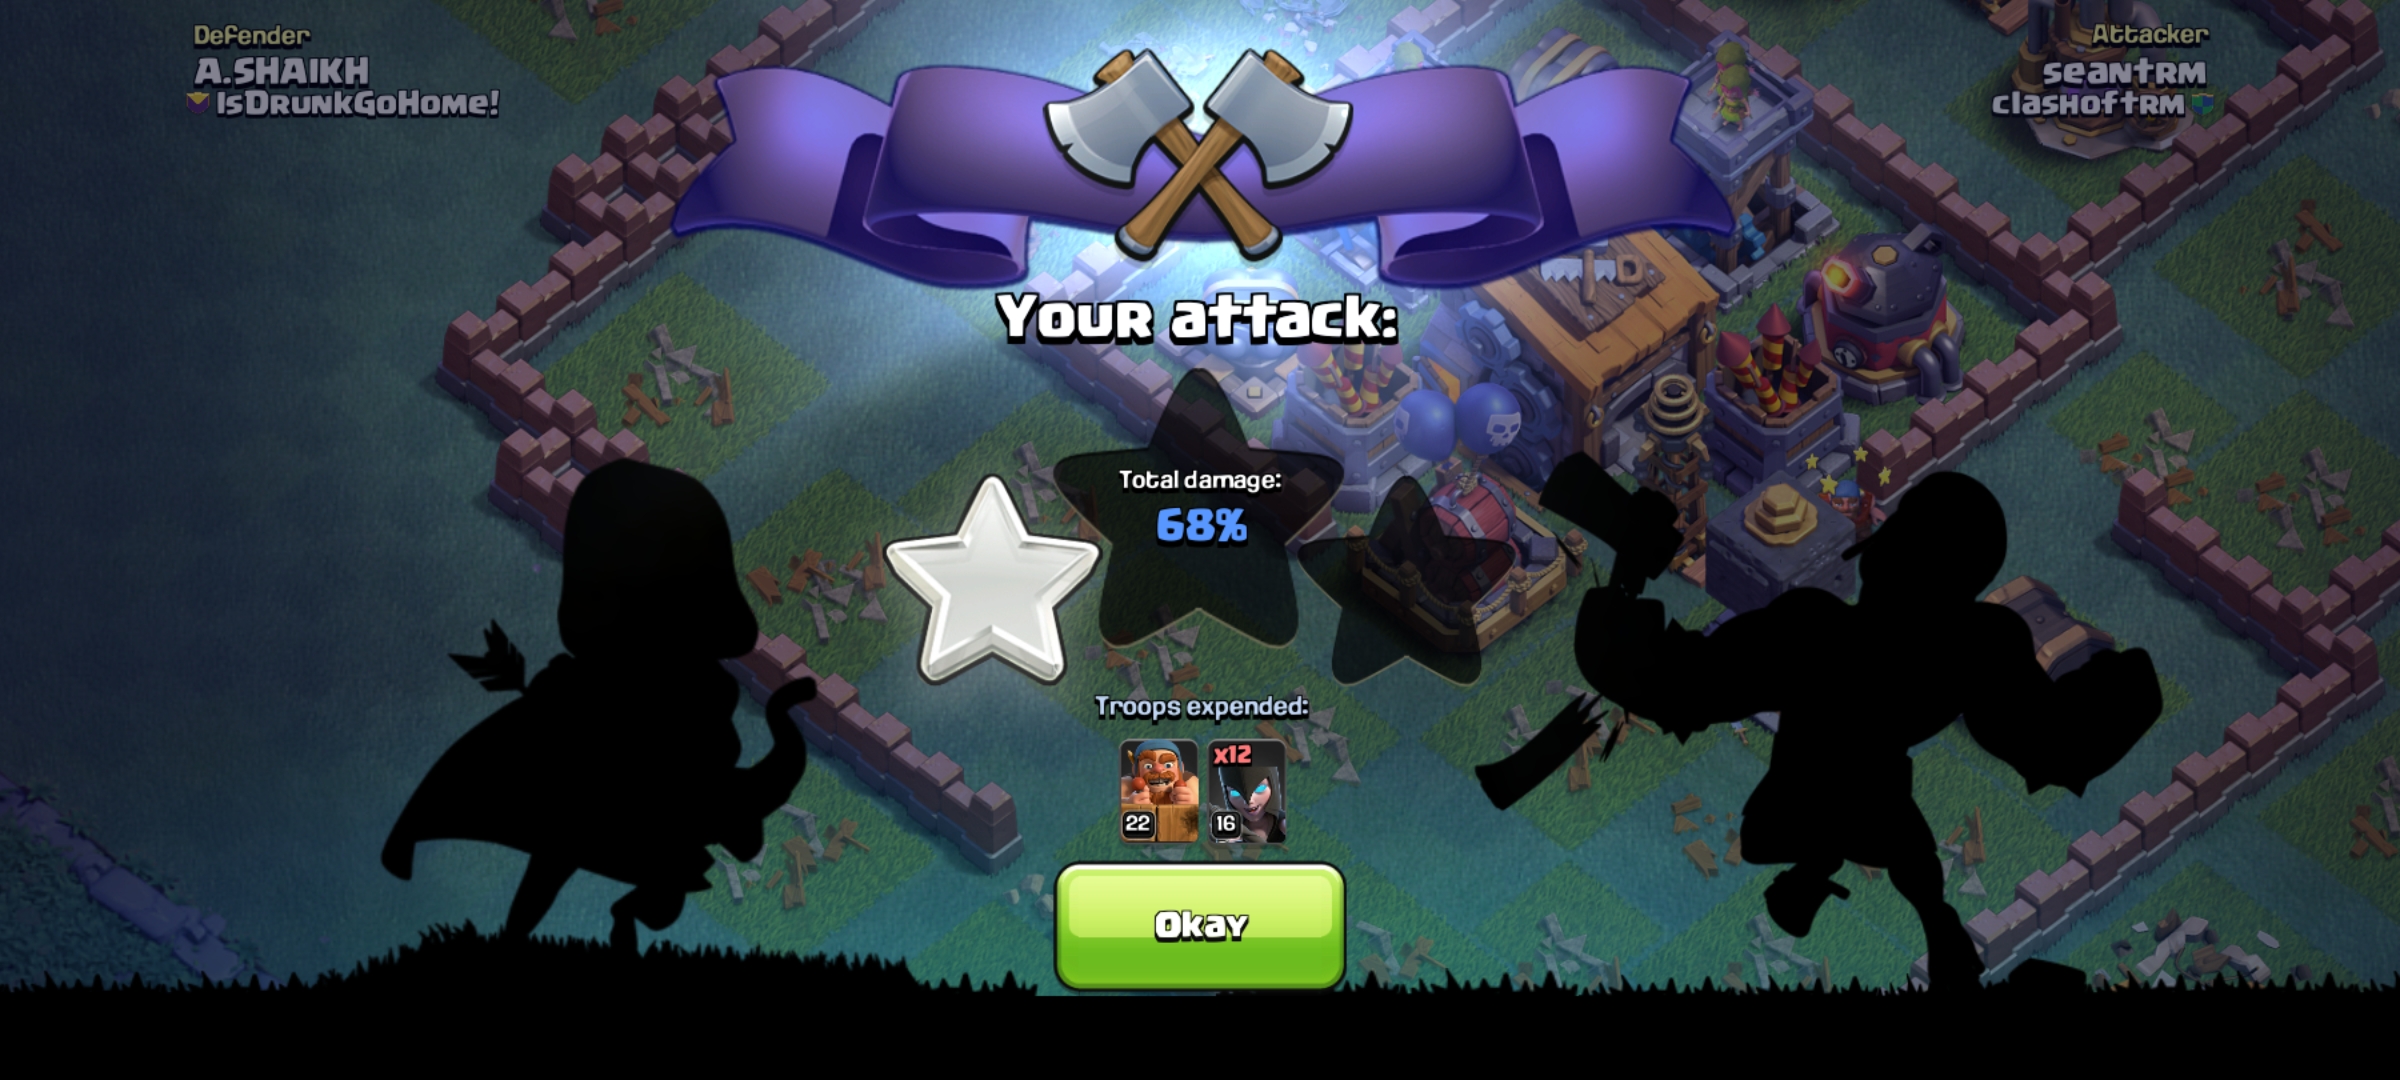 Defender
A.SHAIKH
IsDrunkGoHome!
Attacker
seantrm
clashoftrm
Your attack:
Total damage:
68%
Troops expended:
x12
22
16
Okay